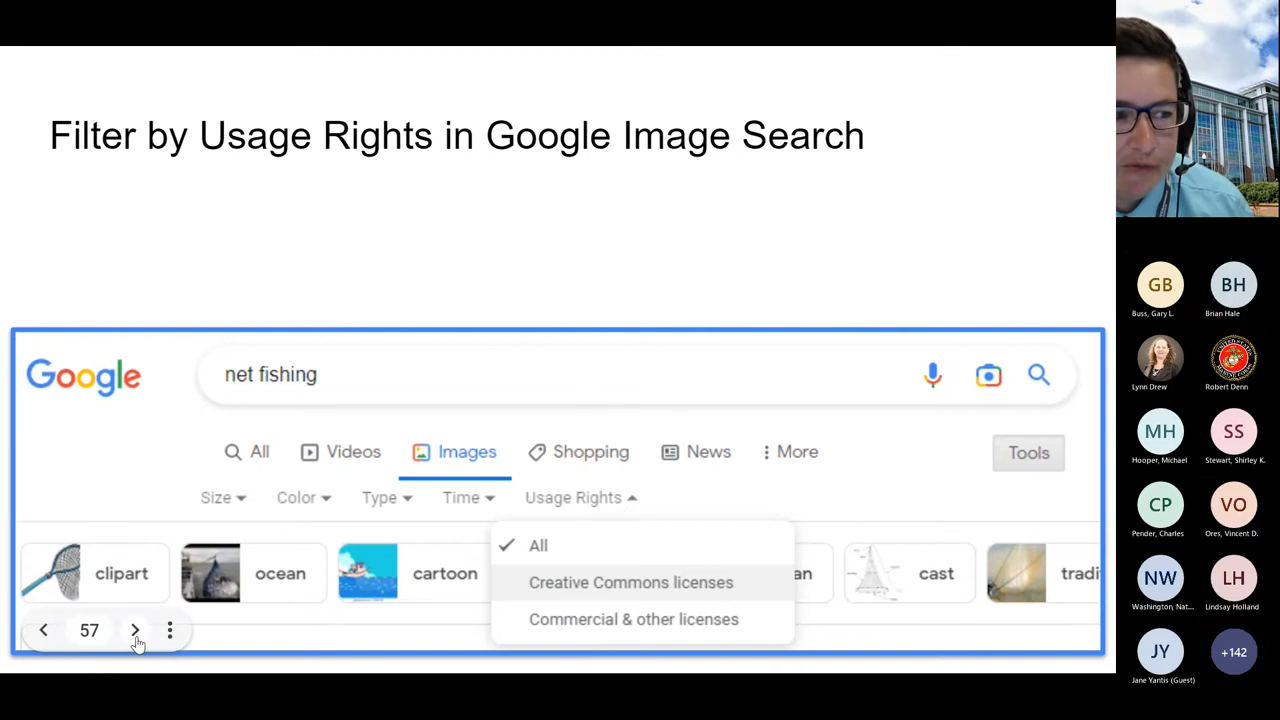 Filter by Usage Rights in Google Image Search
Google
net fishing
All Videos Images Shopping News More Tools
Size Color Type Time Usage Rights
All
Creative Commons licenses
Commercial & other licenses
clipart ocean cartoon an cast tradi
57
GB BH
Buss, Gary L. Brian Hale
Lynn Drew Robert Denn
MH SS
Hooper, Michael Stewart, Shirley K.
CP VO
Pender, Charles Ores, Vincent D.
NW LH
Washington, Nat... Lindsay Holland
JY +142
Jane Yantis (Guest)